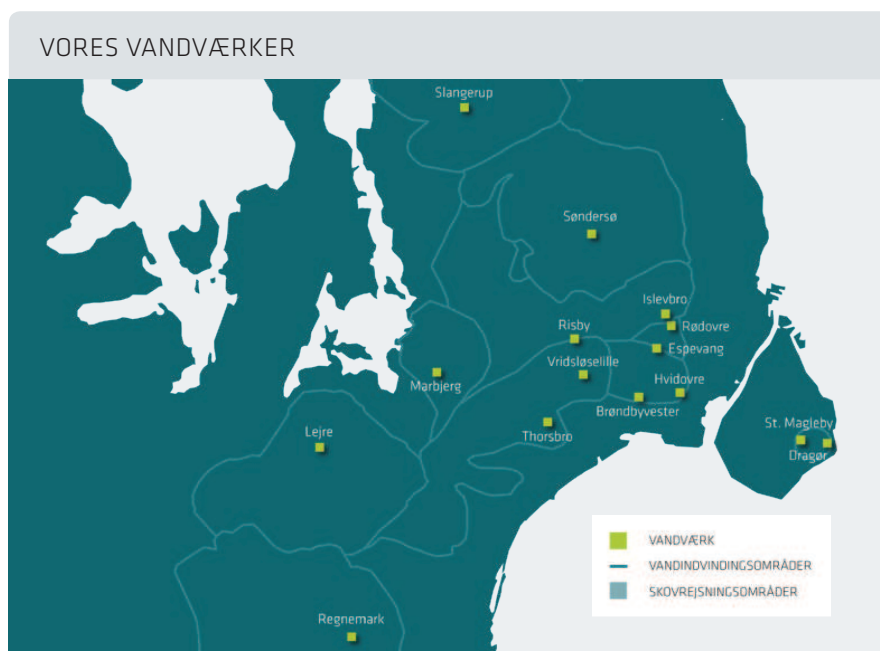 VORES VANDVÆRKER
Slangerup
Søndersø
Islevbro
Risby
Rødovre
Espevang
Vridsløselille
Marbjerg
Hvidovre
Brøndbyvester
St. Magleby
Lejre
Thorsbro
Dragør
VANDVÆRK
VANDINDVINDINGSOMRÅDER
SKOVREJSNINGSOMRÅDER
Regnemark